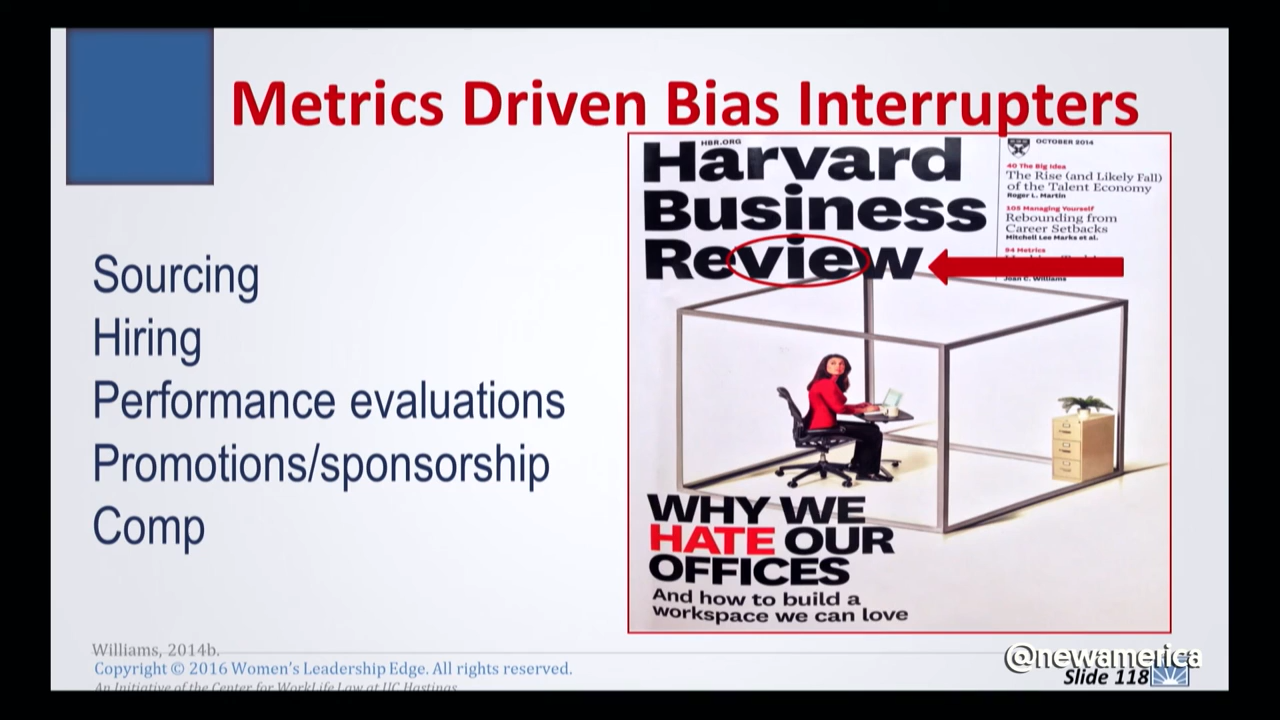 Metrics Driven Bias Interrupters
Sourcing
Hiring
Performance evaluations
Promotions/sponsorship
Comp
HBR.ORG
Harvard
Business
Review
OCTOBER 2014
40 The Big Idea
The Rise (and Likely Fall)
of the Talent Economy
Roger L. Martin
105 Managing Yourself
Rebounding from
Career Setbacks
Mitchell Lee Marks et al.
94 Metrics
Joan C. Williams
WHY WE
HATE OUR
OFFICES
And how to build a
workspace we can love
Williams, 2014b.
Copyright © 2016 Women's Leadership Edge. All rights reserved.
An Initiative of the Center for WorkLife Law at UC Hastings
@newamerica
Slide 118